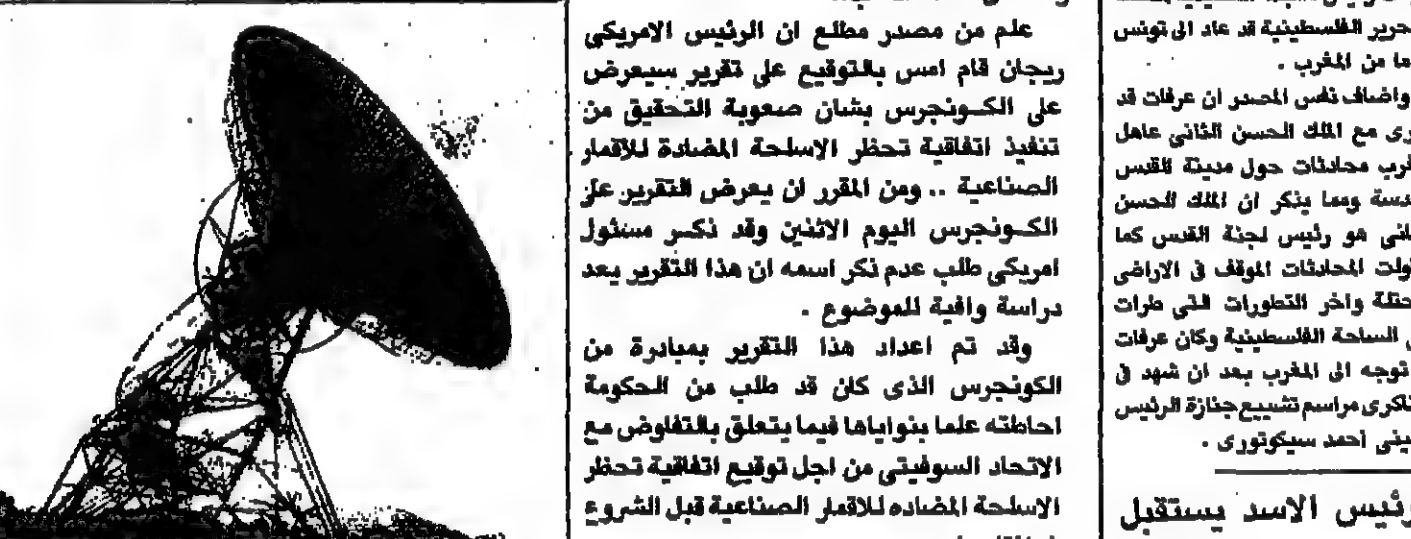 علم من مصدر مطلع ان الرئيس الامريكى
ريجان قام امس بالتوقيع على تقرير سيعرض
على الكونجرس بشان صعوبة التحقيق من
تنفيذ اتفاقية تحظر الاسلحة المضادة للاقمار
الصناعية .. ومن المقرر ان يعرض التقرير على
الكونجرس اليوم الاثنين وقد ذكر مسئول
امريكى طلب عدم ذكر اسمه ان هذا التقرير يعد
دراسة وافية للموضوع .
وقد تم اعداد هذا التقرير بمبادرة من
الكونجرس الذى كان قد طلب من الحكومة
احاطته علما بنواياها فيما يتعلق بالتفاوض مع
الاتحاد السوفيتى من اجل توقيع اتفاقية تحظر
الاسلحة المضاده للاقمار الصناعية قبل الشروع
حرير الفلسطينية قد عاد الى تونس
ما من المغرب .
واضاف نفس المصدر ان عرفات قد
رى مع الملك الحسن الثانى عاهل
غرب محادثات حول مدينة القدس
دسة ومما يذكر ان الملك الحسن
انى هو رئيس لجنة القدس كما
ولت المحادثات الموقف فى الاراضى
حتلة واخر التطورات التى طرات
الساحة الفلسطينية وكان عرفات
توجه الى المغرب بعد ان شهد فى
ناكرى مراسم تشييع جنازة الرئيس
ينى احمد سيكوتورى .
رئيس الاسد يستقبل